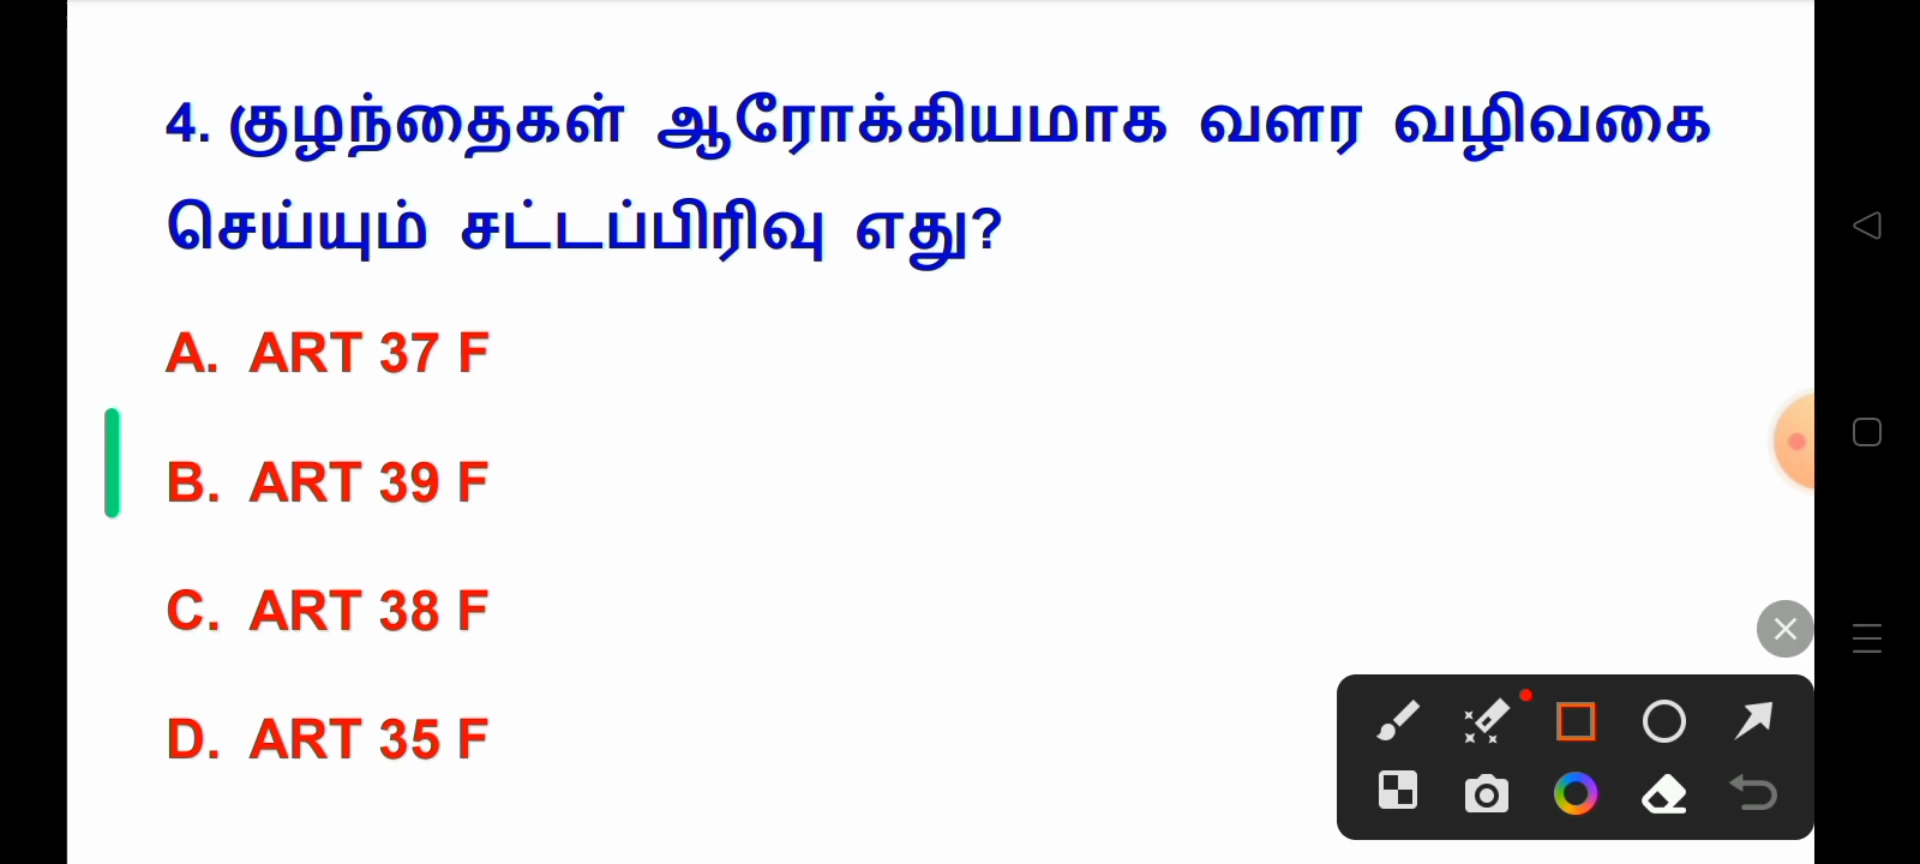 4. குழந்தைகள் ஆரோக்கியமாக வளர வழிவகை
செய்யும் சட்டப்பிரிவு எது?
A. ART 37 F
B. ART 39 F
C. ART 38 F
D. ART 35 F